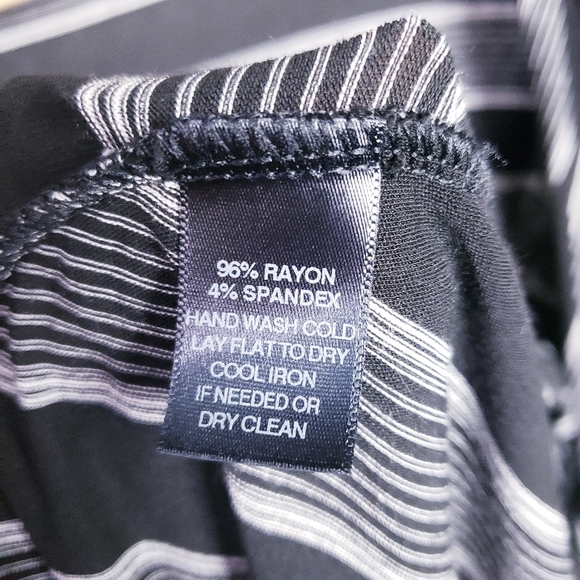 96% RAYON
4% SPANDEX
HAND WASH COLD
LAY FLAT TO DRY
COOL IRON
IF NEEDED OR
DRY CLEAN